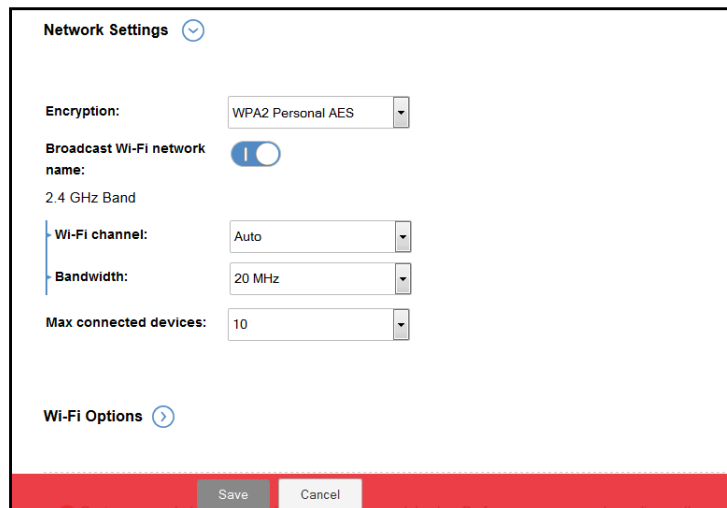 Network Settings
Encryption: WPA2 Personal AES
Broadcast Wi-Fi network
name:
2.4 GHz Band
Wi-Fi channel: Auto
Bandwidth: 20 MHz
Max connected devices: 10
Wi-Fi Options
Save Cancel